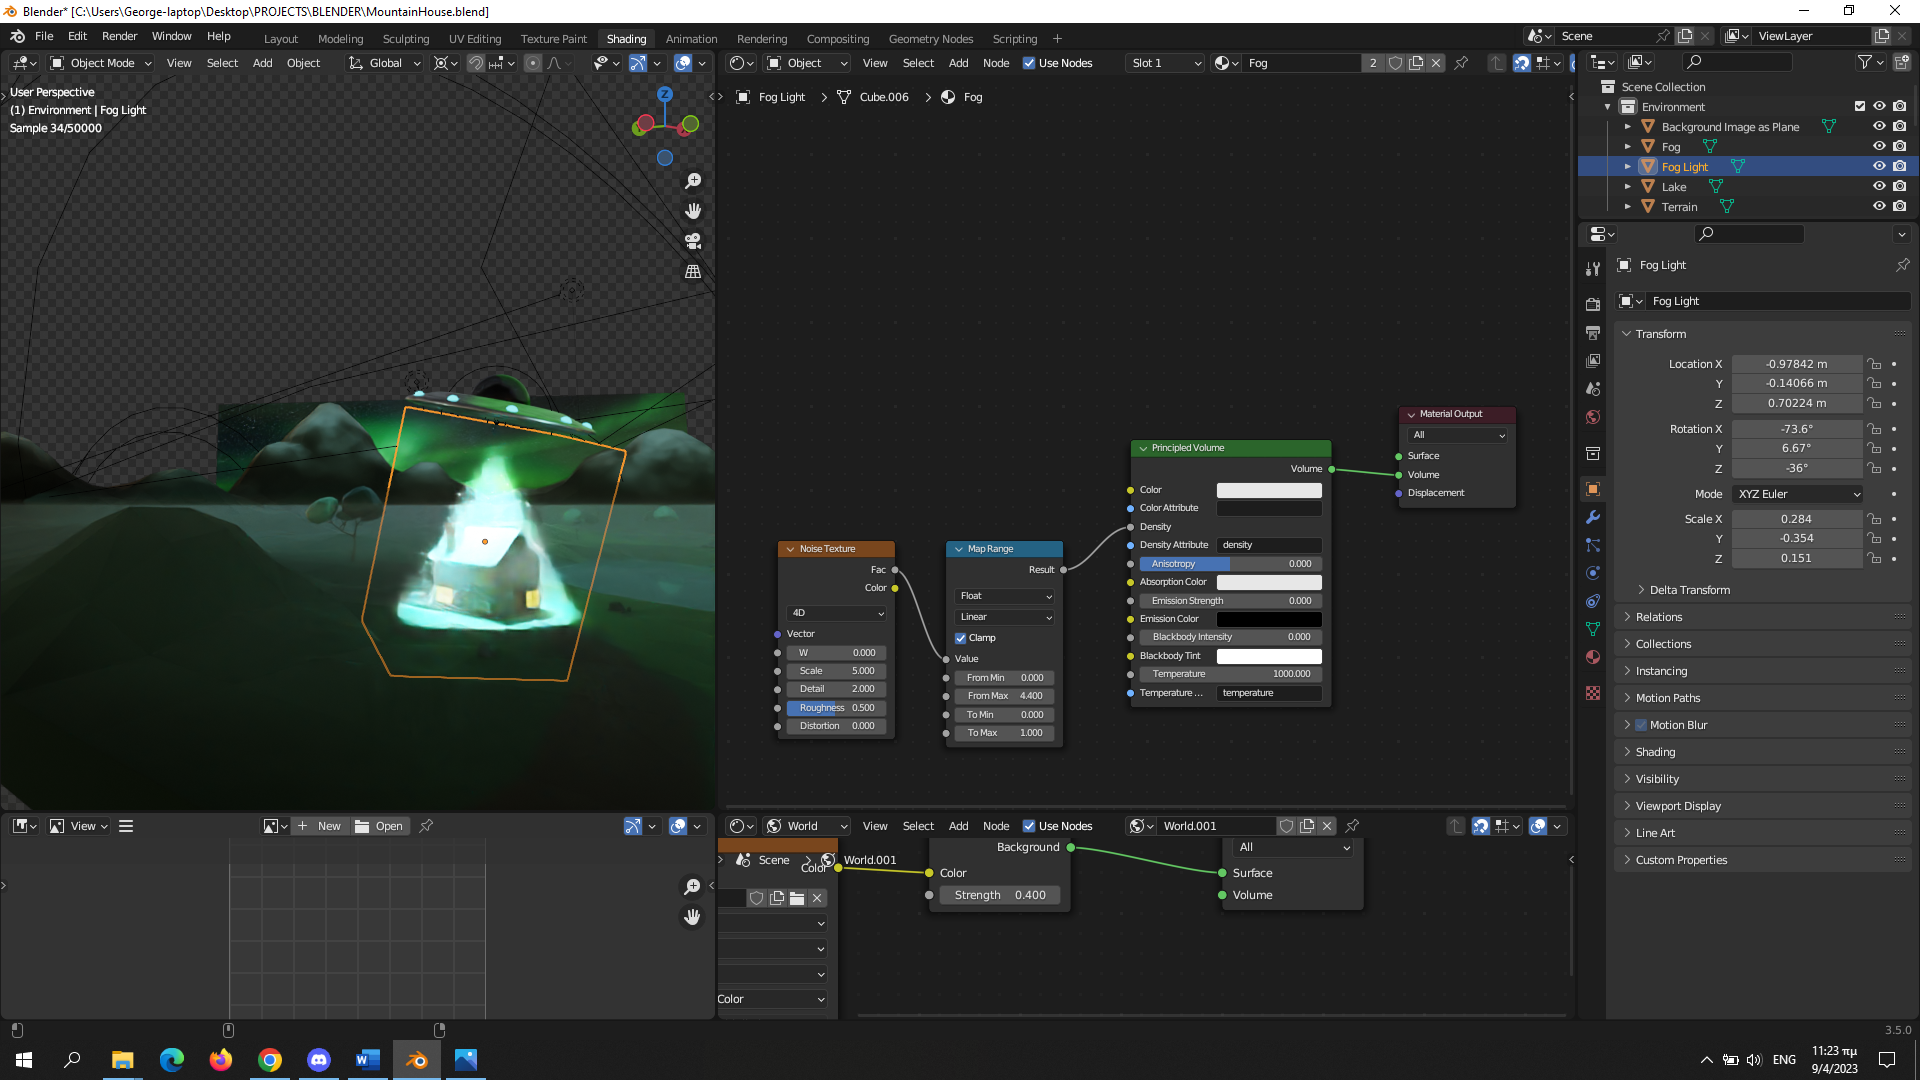 Blender* [C:\Users\George-laptop\Desktop\PROJECTS\BLENDER\MountainHouse.blend]
File Edit Render Window Help Layout Modeling Sculpting UV Editing Texture Paint Shading Animation Rendering Compositing Geometry Nodes Scripting +
Scene ViewLayer
Object Mode View Select Add Object Global
User Perspective
(1) Environment | Fog Light
Sample 34/50000
Z
Object View Select Add Node Use Nodes Slot 1 Fog 2
Fog Light > Cube.006 > Fog
Noise Texture
Fac
Color
4D
Vector
W 0.000
Scale 5.000
Detail 2.000
Roughness 0.500
Distortion 0.000
Map Range
Result
Float
Linear
Clamp
Value
From Min 0.000
From Max 4.400
To Min 0.000
To Max 1.000
Principled Volume
Volume
Color
Color Attribute
Density
Density Attribute density
Anisotropy 0.000
Absorption Color
Emission Strength 0.000
Emission Color
Blackbody Intensity 0.000
Blackbody Tint
Temperature 1000.000
Temperature ... temperature
Material Output
All
Surface
Volume
Displacement
Scene Collection
Environment
Background Image as Plane
Fog
Fog Light
Lake
Terrain
Fog Light
Fog Light
Transform
Location X -0.97842 m
Y -0.14066 m
Z 0.70224 m
Rotation X -73.6°
Y 6.67°
Z -36°
Mode XYZ Euler
Scale X 0.284
Y -0.354
Z 0.151
Delta Transform
Relations
Collections
Instancing
Motion Paths
Motion Blur
Shading
Visibility
Viewport Display
Line Art
Custom Properties
View New Open
World View Select Add Node Use Nodes World.001
Scene > World.001
Color
Color
Background
Color
Strength 0.400
All
Surface
Volume
3.5.0
ENG
11:23 πμ
9/4/2023